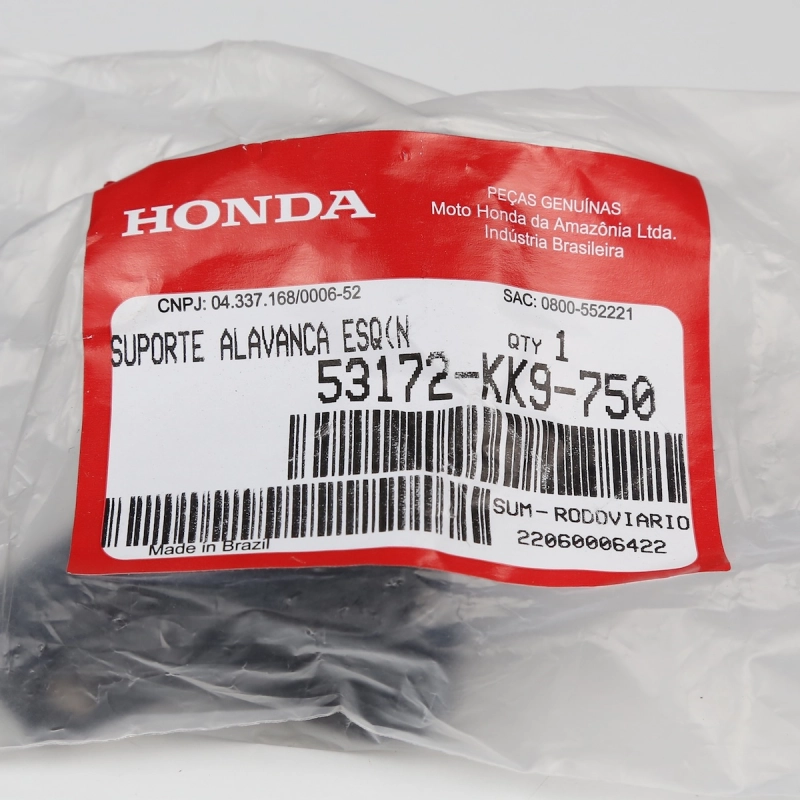 HONDA
PEÇAS GENUÍNAS
Moto Honda da Amazônia Ltda.
Indústria Brasileira
CNPJ: 04.337.168/0006-52
SAC: 0800-552221
SUPORTE ALAVANCA ESQ(N
QTY 1
53172-KK9-750
SUM-RODOVIARIO
22060006422
Made in Brazil